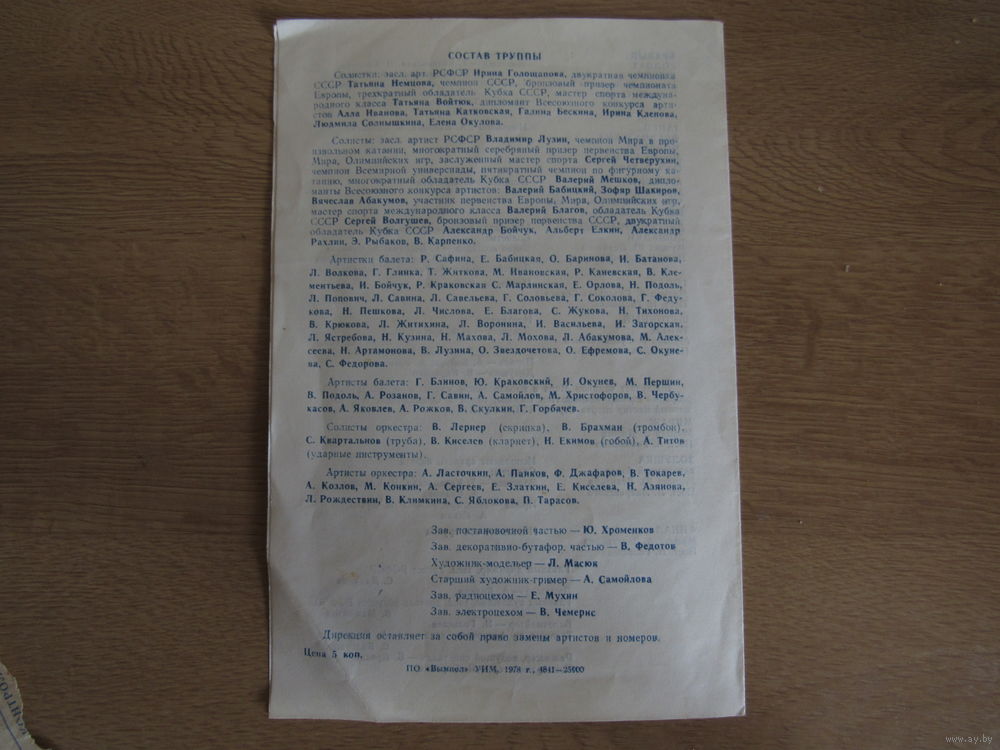 СОСТАВ ТРУППЫ
Солистки: засл. арт. РСФСР Ирина Голощапова, двукратная чемпионка
СССР Татьяна Немцова, чемпион СССР, бронзовый призер чемпионата
Европы, трехкратный обладатель Кубка СССР, мастер спорта междуна-
родного класса Татьяна Войтюк, дипломант Всесоюзного конкурса арти-
стов Алла Иванова, Татьяна Катковская, Галина Бескина, Ирина Кленова,
Людмила Солнышкина, Елена Окулова.
Солисты: засл. артист РСФСР Владимир Лузин, чемпион Мира в про-
извольном катании, многократный серебряный призер первенства Европы,
Мира, Олимпийских игр, заслуженный мастер спорта Сергей Четверухин,
чемпион Всемирной универсиады, пятикратный чемпион по фигурному ка-
танию, многократный обладатель Кубка СССР Валерий Мешков, дипло-
манты Всесоюзного конкурса артистов: Валерий Бабицкий, Зофяр Шакиров,
Вячеслав Абакумов, участник первенства Европы, Мира, Олимпийских игр,
мастер спорта международного класса Валерий Благов, обладатель Кубка
СССР Сергей Волгушев, бронзовый призер первенства СССР, двукратный
обладатель Кубка СССР Александр Бойчук, Альберт Елкин, Александр
Рахлин, Э. Рыбаков, В. Карпенко.
Артистки балета: Р. Сафина, Е. Бабицкая, О. Баринова, И. Батанова,
Л. Волкова, Г. Глинка, Т. Житкова, М. Ивановская, Р. Каневская, В. Кле-
ментьева, И. Бойчук, Р. Краковская С. Марлинская, Е. Орлова, Н. Подоль,
Л. Попович, Л. Савина, Л. Савельева, Г. Соловьева, Г. Соколова, Г. Федy-
кова, Н. Пешкова, Л. Числова, Е. Благова, С. Жукова, Н. Тихонова,
В. Крюкова, Л. Житихина, Л. Воронина, И. Васильева, И. Загорская,
Л. Ястребова, Н. Кузина, Н. Махова, Л. Мохова, Л. Абакумова, М. Алек-
сеева, Н. Артамонова, В. Лузина, О. Звездочетова, О. Ефремова, С. Окуне-
ва, С. Федорова.
Артисты балета: Г. Блинов, Ю. Краковский, И. Окунев, М. Першин,
В. Подоль, А. Розанов, Г. Савин, А. Самойлов, М. Христофоров, В. Чербу-
касов, А. Яковлев, А. Рожков, В. Скулкин, Г. Горбачев.
Солисты оркестра: В. Лернер (скрипка), В. Брахман (тромбон),
С. Квартальнов (труба), В. Киселев (кларнет), Н. Екимов (гобой), А. Титов
(ударные инструменты).
Артисты оркестра: А. Ласточкин, А. Панков, Ф. Джафаров, В. Токарев,
А. Козлов, М. Конкин, А. Сергеев, Е. Златкин, Е. Киселева, Н. Азянова,
Л. Рождествин, В. Климкина, С. Яблокова, П. Тарасов.
Зав. постановочной частью — Ю. Хроменков
Зав. декоративно-бутафор. частью — В. Федотов
Художник-модельер — Л. Масюк
Старший художник-гример — А. Самойлова
Зав. радиоцехом — Е. Мухин
Зав. электроцехом — В. Чемерис
Дирекция оставляет за собой право замены артистов и номеров.
Цена 5 коп.
ПО «Вымпел» УИМ, 1978 г., 4841—25000
www.ay.by